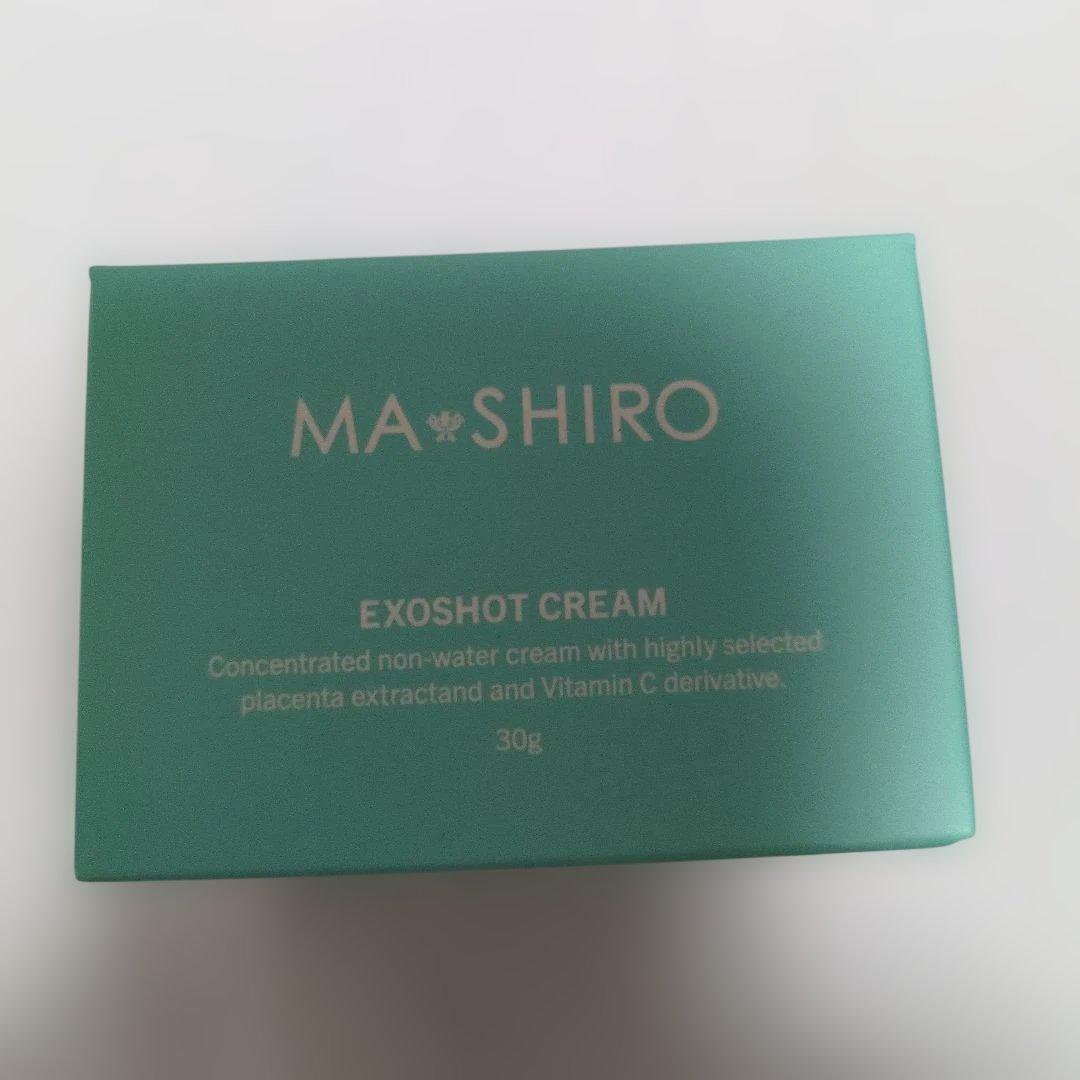 MA SHIRO
EXOSHOT CREAM
Concentrated non-water cream with highly selected
placenta extractand and Vitamin C derivative.
30g